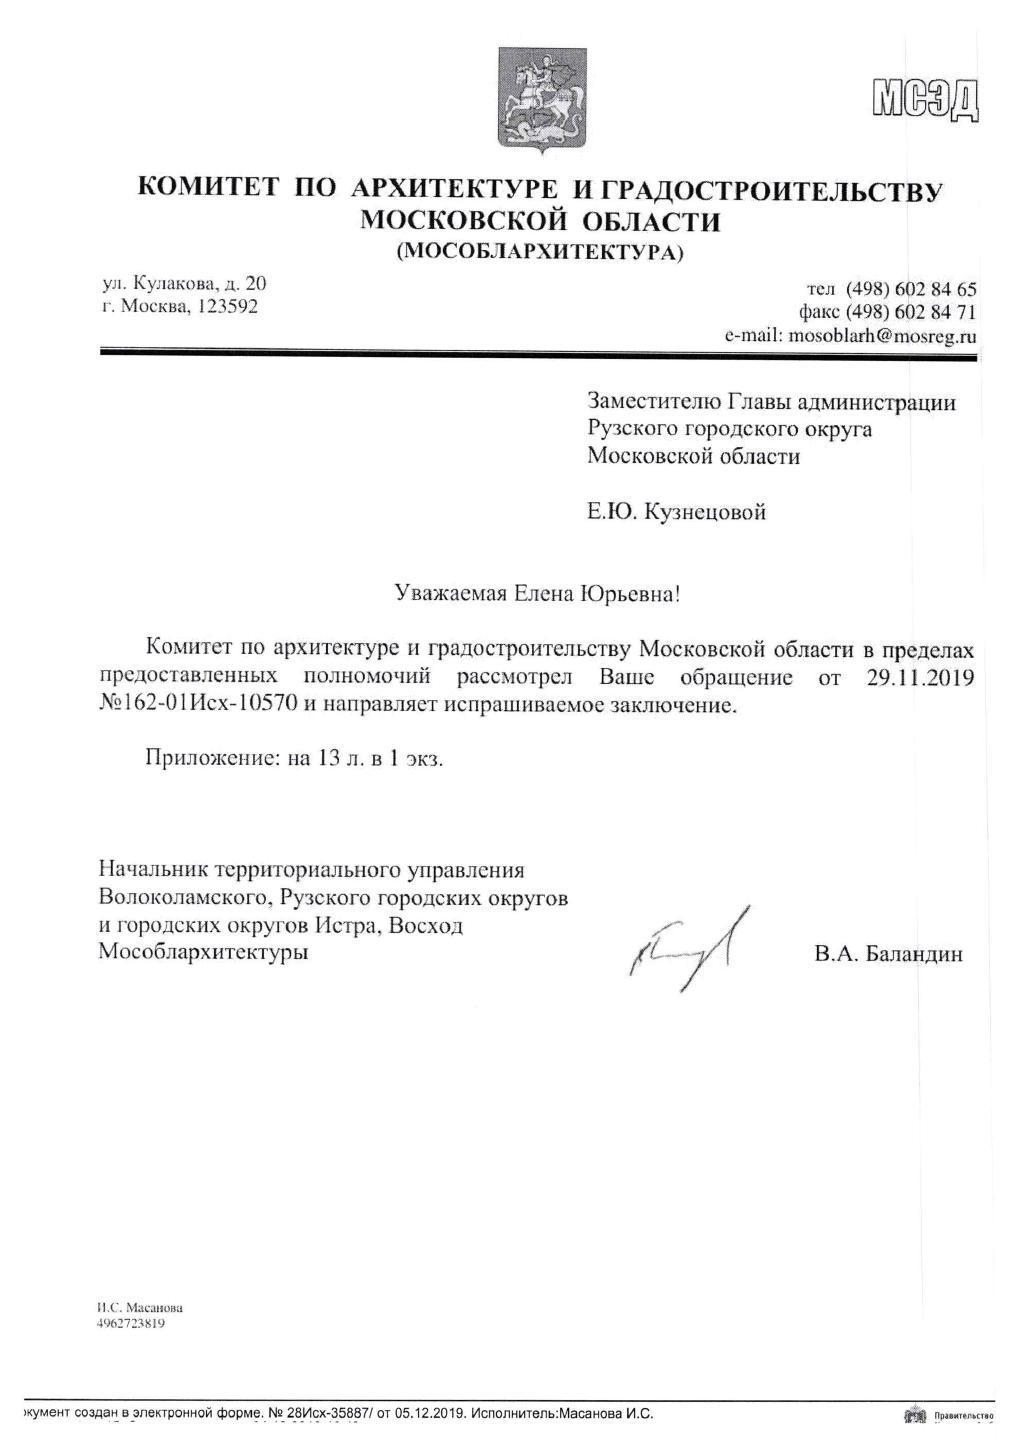 МСЭД
КОМИТЕТ ПО АРХИТЕКТУРЕ И ГРАДОСТРОИТЕЛЬСТВУ
МОСКОВСКОЙ ОБЛАСТИ
(МОСОБЛАРХИТЕКТУРА)
ул. Кулакова, д. 20
г. Москва, 123592
тел (498) 602 84 65
факс (498) 602 84 71
e-mail: mosoblarh@mosreg.ru
Заместителю Главы администрации
Рузского городского округа
Московской области
Е.Ю. Кузнецовой
Уважаемая Елена Юрьевна!
Комитет по архитектуре и градостроительству Московской области в пределах
предоставленных полномочий рассмотрел Ваше обращение от 29.11.2019
№162-01Исх-10570 и направляет испрашиваемое заключение.
Приложение: на 13 л. в 1 экз.
Начальник территориального управления
Волоколамского, Рузского городских округов
и городских округов Истра, Восход
Мособлархитектуры
В.А. Баландин
И.С. Масанова
4962723819
кумент создан в электронной форме. № 28Исх-35887/ от 05.12.2019. Исполнитель:Масанова И.С.
Правительство